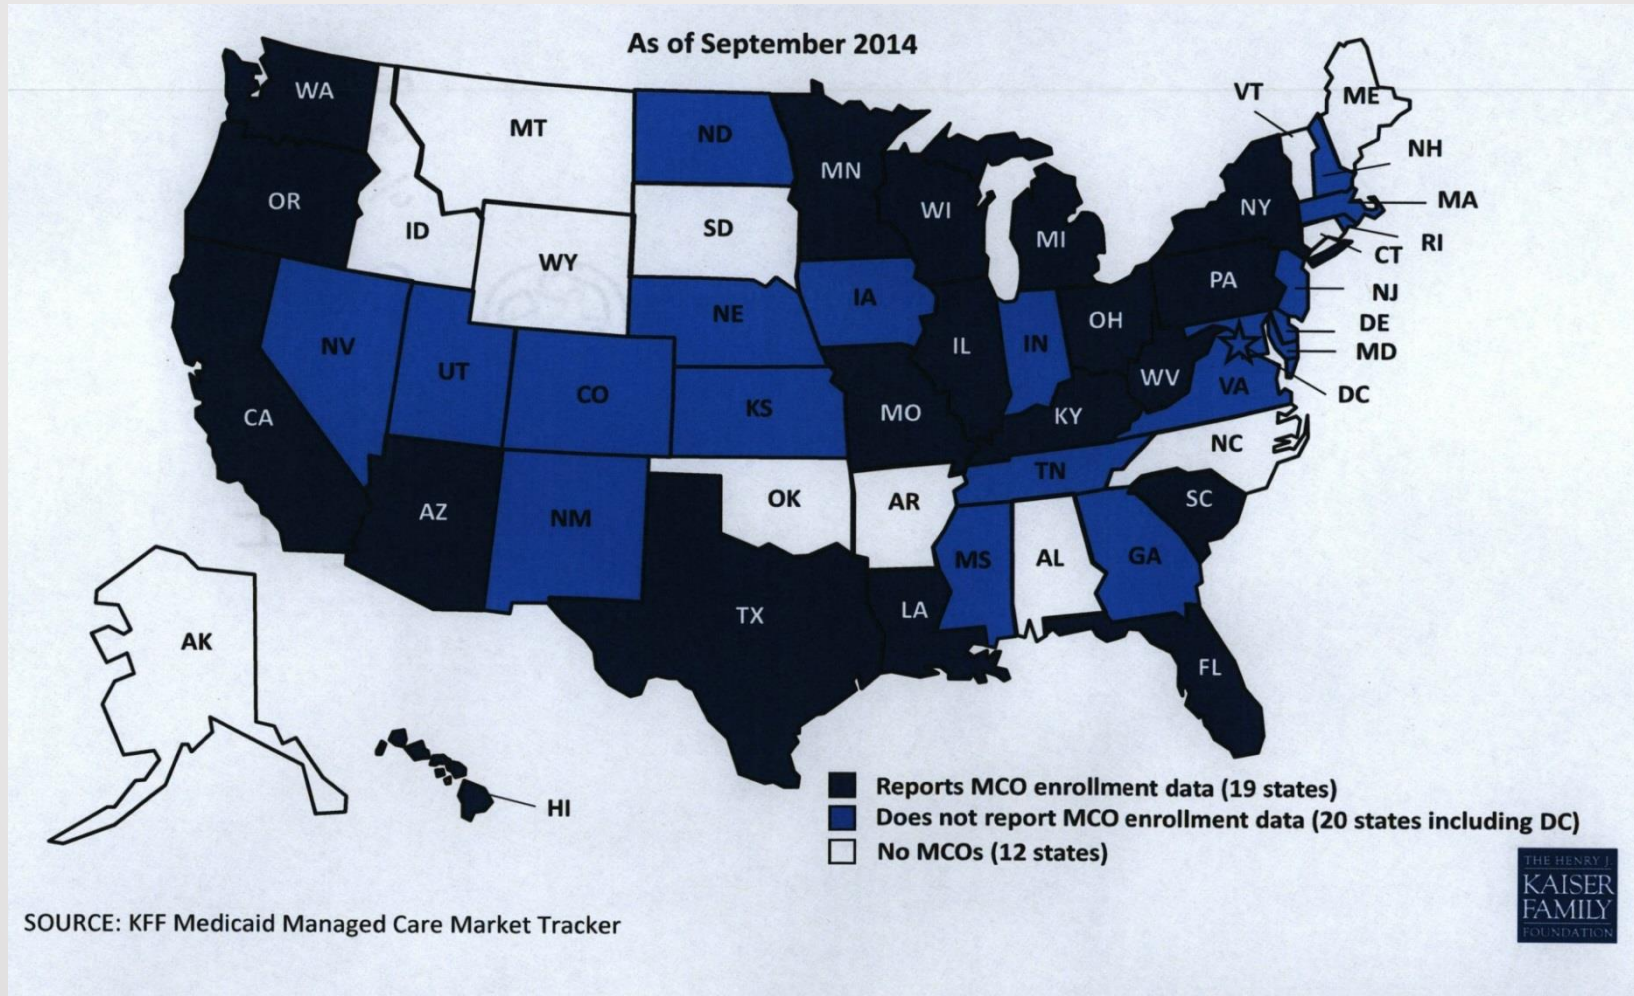 As of September 2014
WA
MT
ND
MN
VT
ME
NH
OR
ID
SD
WI
MI
NY
MA
RI
CT
WY
PA
NJ
NE
IA
OH
DE
MD
NV
UT
CO
IL
IN
WV
VA
DC
CA
KS
MO
KY
NC
AZ
NM
OK
AR
TN
SC
MS
AL
GA
TX
LA
FL
AK
HI
Reports MCO enrollment data (19 states)
Does not report MCO enrollment data (20 states including DC)
No MCOs (12 states)
THE HENRY J.
KAISER
FAMILY
FOUNDATION
SOURCE: KFF Medicaid Managed Care Market Tracker